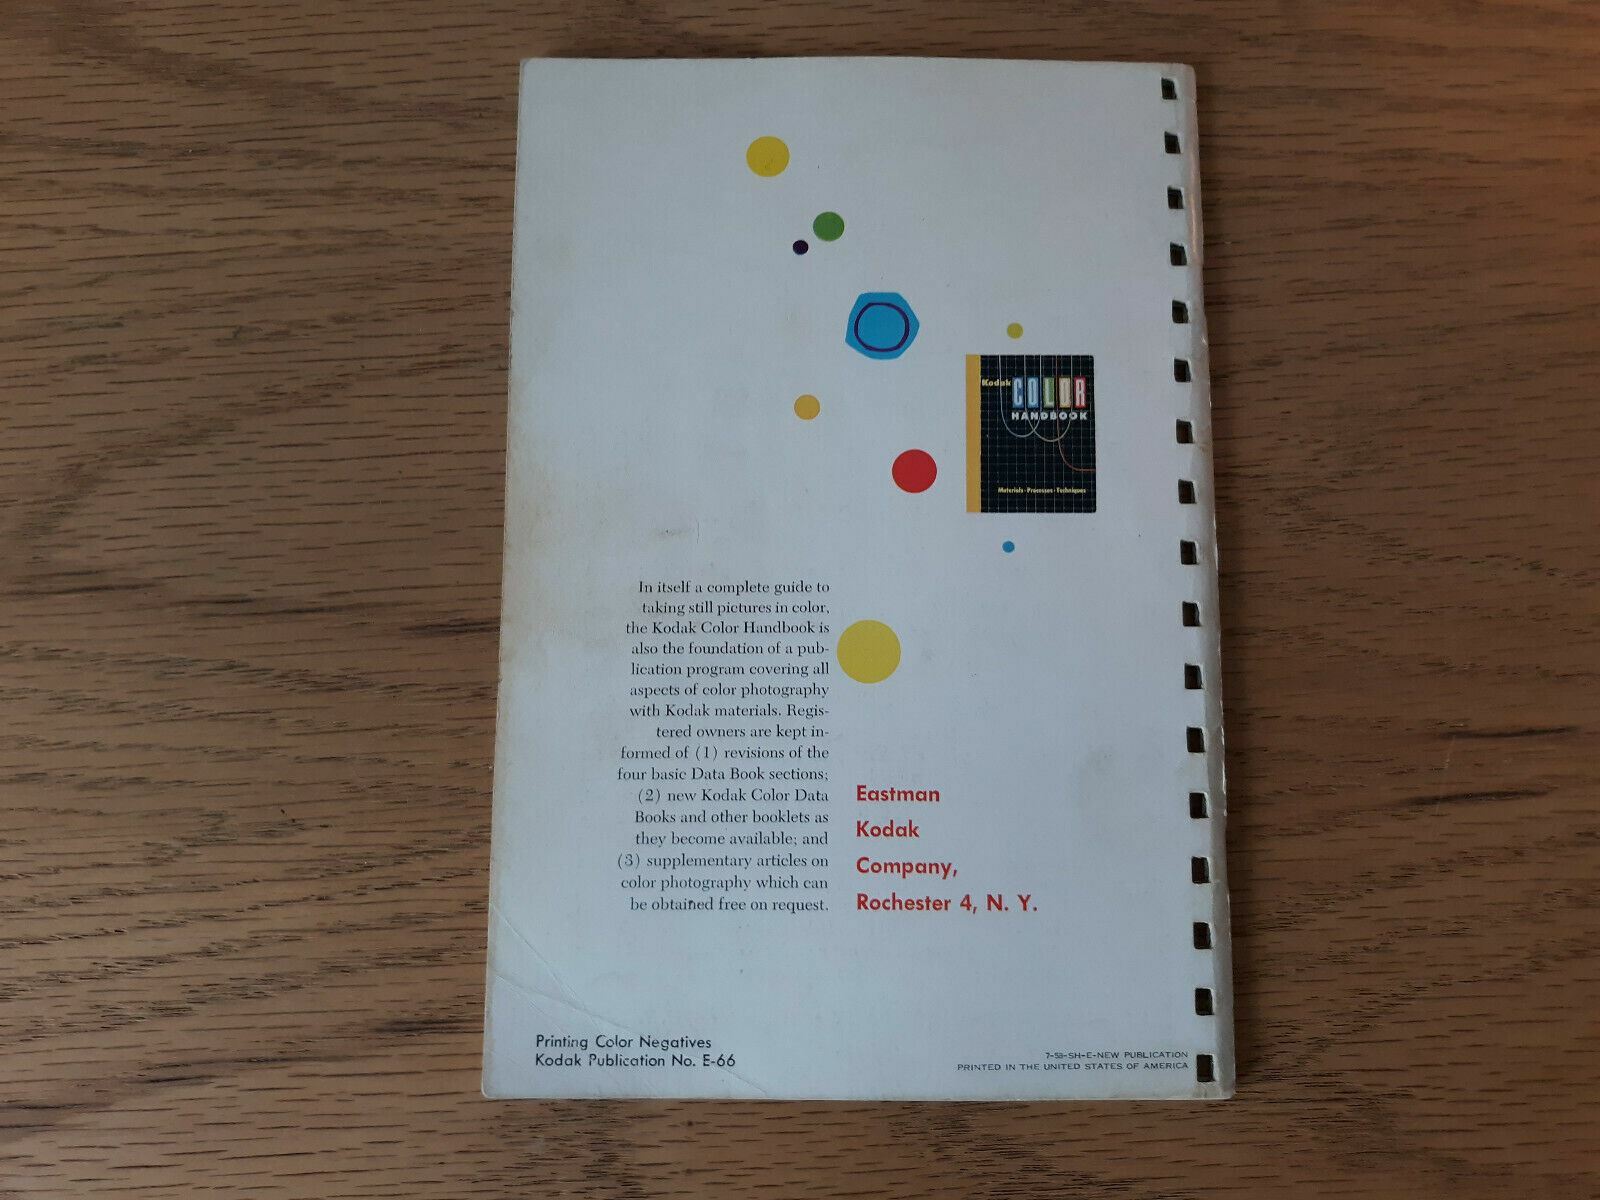 Kodak COLOR
HANDBOOK
Materials · Processes · Techniques
In itself a complete guide to
taking still pictures in color,
the Kodak Color Handbook is
also the foundation of a pub-
lication program covering all
aspects of color photography
with Kodak materials. Regis-
tered owners are kept in-
formed of (1) revisions of the
four basic Data Book sections;
(2) new Kodak Color Data
Books and other booklets as
they become available; and
(3) supplementary articles on
color photography which can
be obtained free on request.
Eastman
Kodak
Company,
Rochester 4, N. Y.
Printing Color Negatives
Kodak Publication No. E-66
7-58-SH-E-NEW PUBLICATION
PRINTED IN THE UNITED STATES OF AMERICA